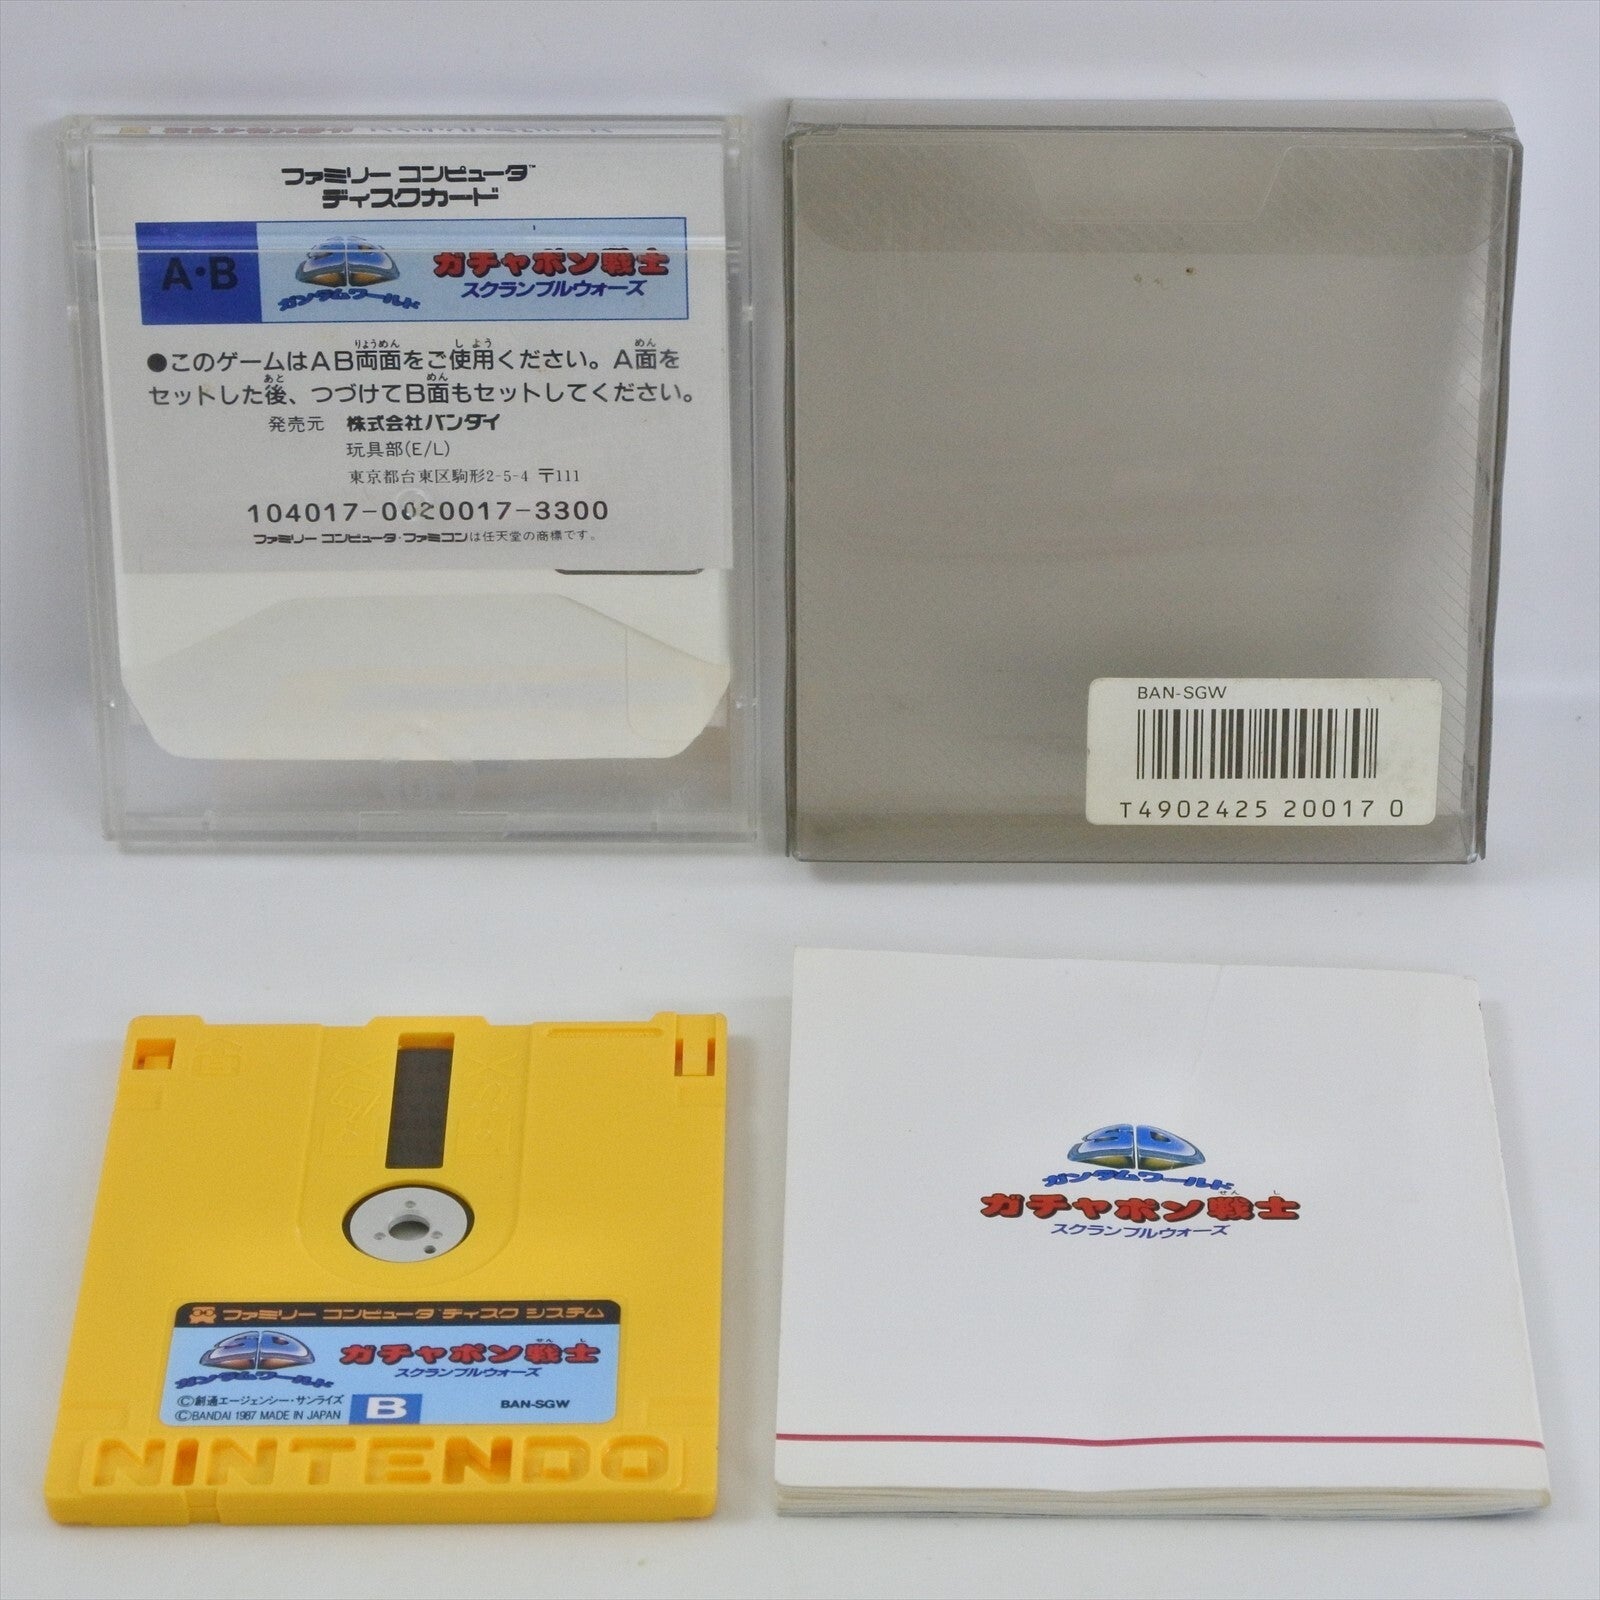 ファミリー コンピュータ™
ディスクカード
A・B
SD
ガンダムワールド
ガチャポン戦士
スクランブルウォーズ
●このゲームはAB両面をご使用ください。A面を
セットした後、つづけてB面もセットしてください。
発売元 株式会社バンダイ
玩具部(E/L)
東京都台東区駒形2-5-4 〒111
104017-0020017-3300
ファミリー コンピュータ・ファミコンは任天堂の商標です。
BAN-SGW
T4902425 20017 0
ファミリー コンピュータ ディスク システム
SD
ガンダムワールド
ガチャポン戦士
スクランブルウォーズ
©創通エージェンシー・サンライズ
©BANDAI 1987 MADE IN JAPAN
B
BAN-SGW
NINTENDO
SD
ガンダムワールド
ガチャポン戦士
スクランブルウォーズ